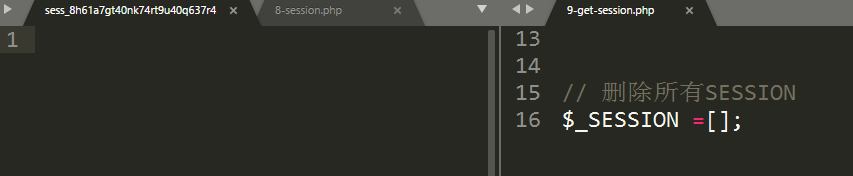 sess_8h61a7gt40nk74rt9u40q637r4 ×
8-session.php ×
1
9-get-session.php ×
13
14
15 // 删除所有SESSION
16 $_SESSION =[];